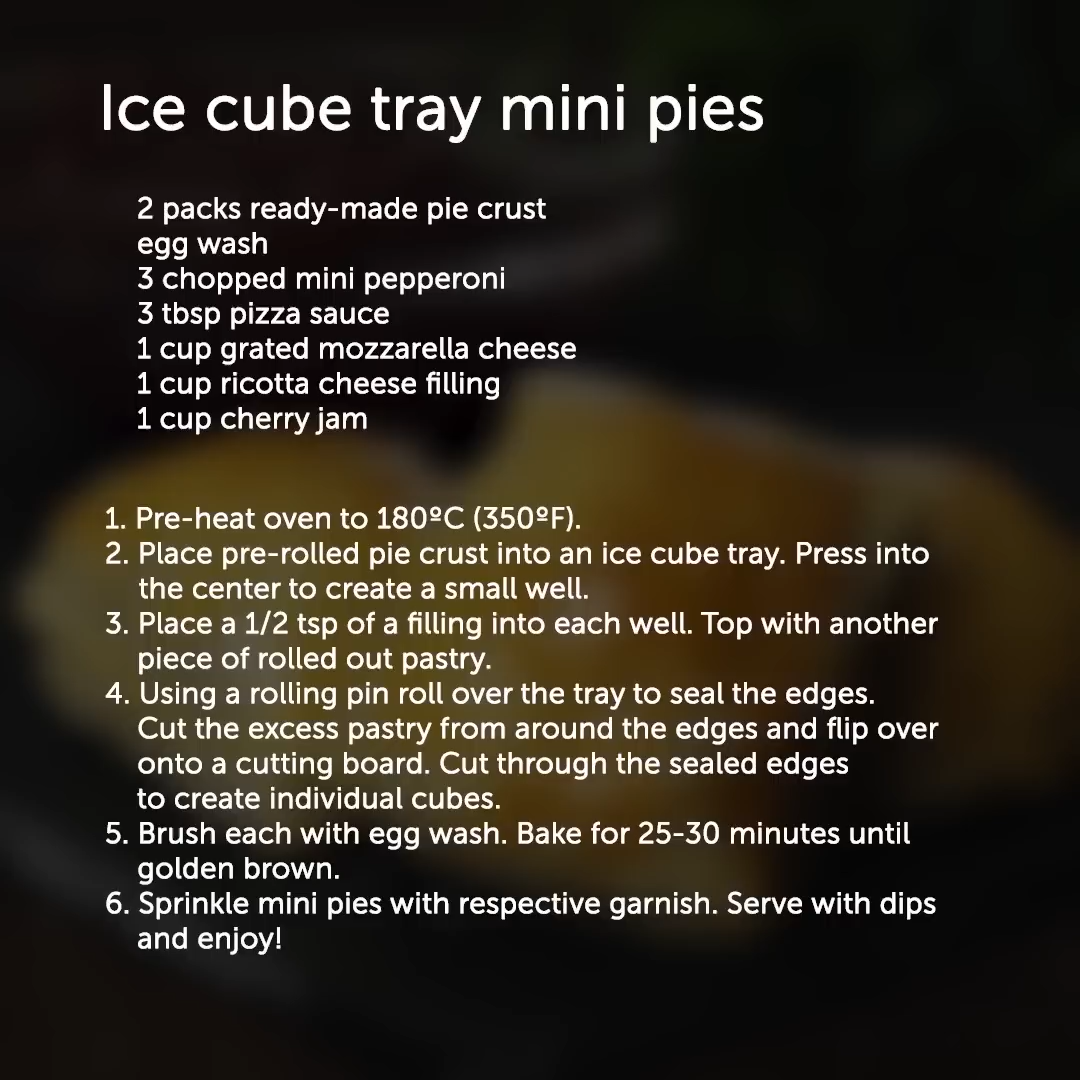 Ice cube tray mini pies
2 packs ready-made pie crust
egg wash
3 chopped mini pepperoni
3 tbsp pizza sauce
1 cup grated mozzarella cheese
1 cup ricotta cheese filling
1 cup cherry jam
1. Pre-heat oven to 180ºC (350ºF).
2. Place pre-rolled pie crust into an ice cube tray. Press into
the center to create a small well.
3. Place a 1/2 tsp of a filling into each well. Top with another
piece of rolled out pastry.
4. Using a rolling pin roll over the tray to seal the edges.
Cut the excess pastry from around the edges and flip over
onto a cutting board. Cut through the sealed edges
to create individual cubes.
5. Brush each with egg wash. Bake for 25-30 minutes until
golden brown.
6. Sprinkle mini pies with respective garnish. Serve with dips
and enjoy!